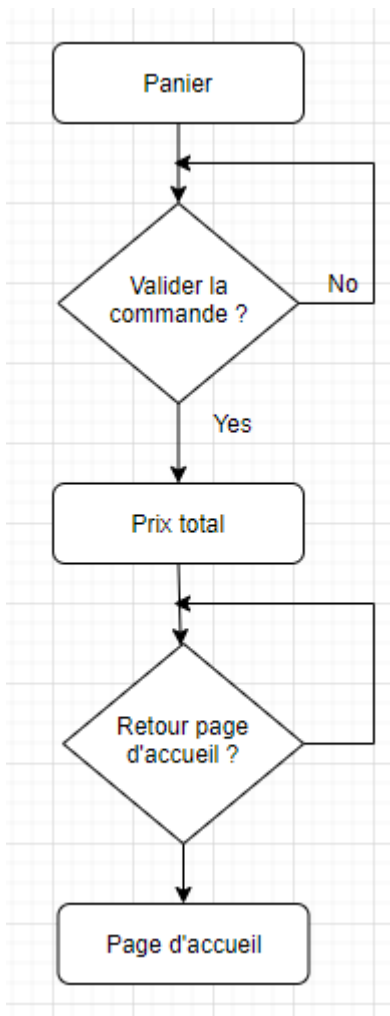 Panier
Valider la
commande ?
No
Yes
Prix total
Retour page
d'accueil ?
Page d'accueil